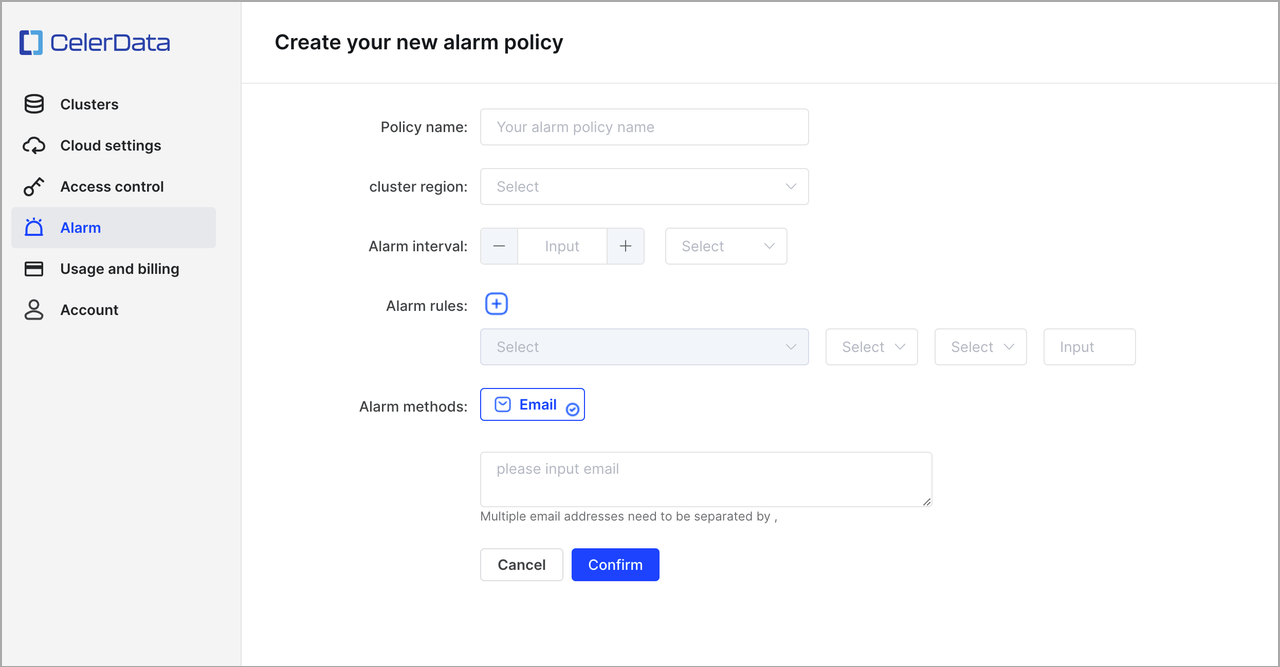 CelerData
Clusters
Cloud settings
Access control
Alarm
Usage and billing
Account
Create your new alarm policy
Policy name: Your alarm policy name
cluster region: Select
Alarm interval: Input Select
Alarm rules:
Select Select Select Input
Alarm methods: Email
please input email
Multiple email addresses need to be separated by ,
Cancel Confirm